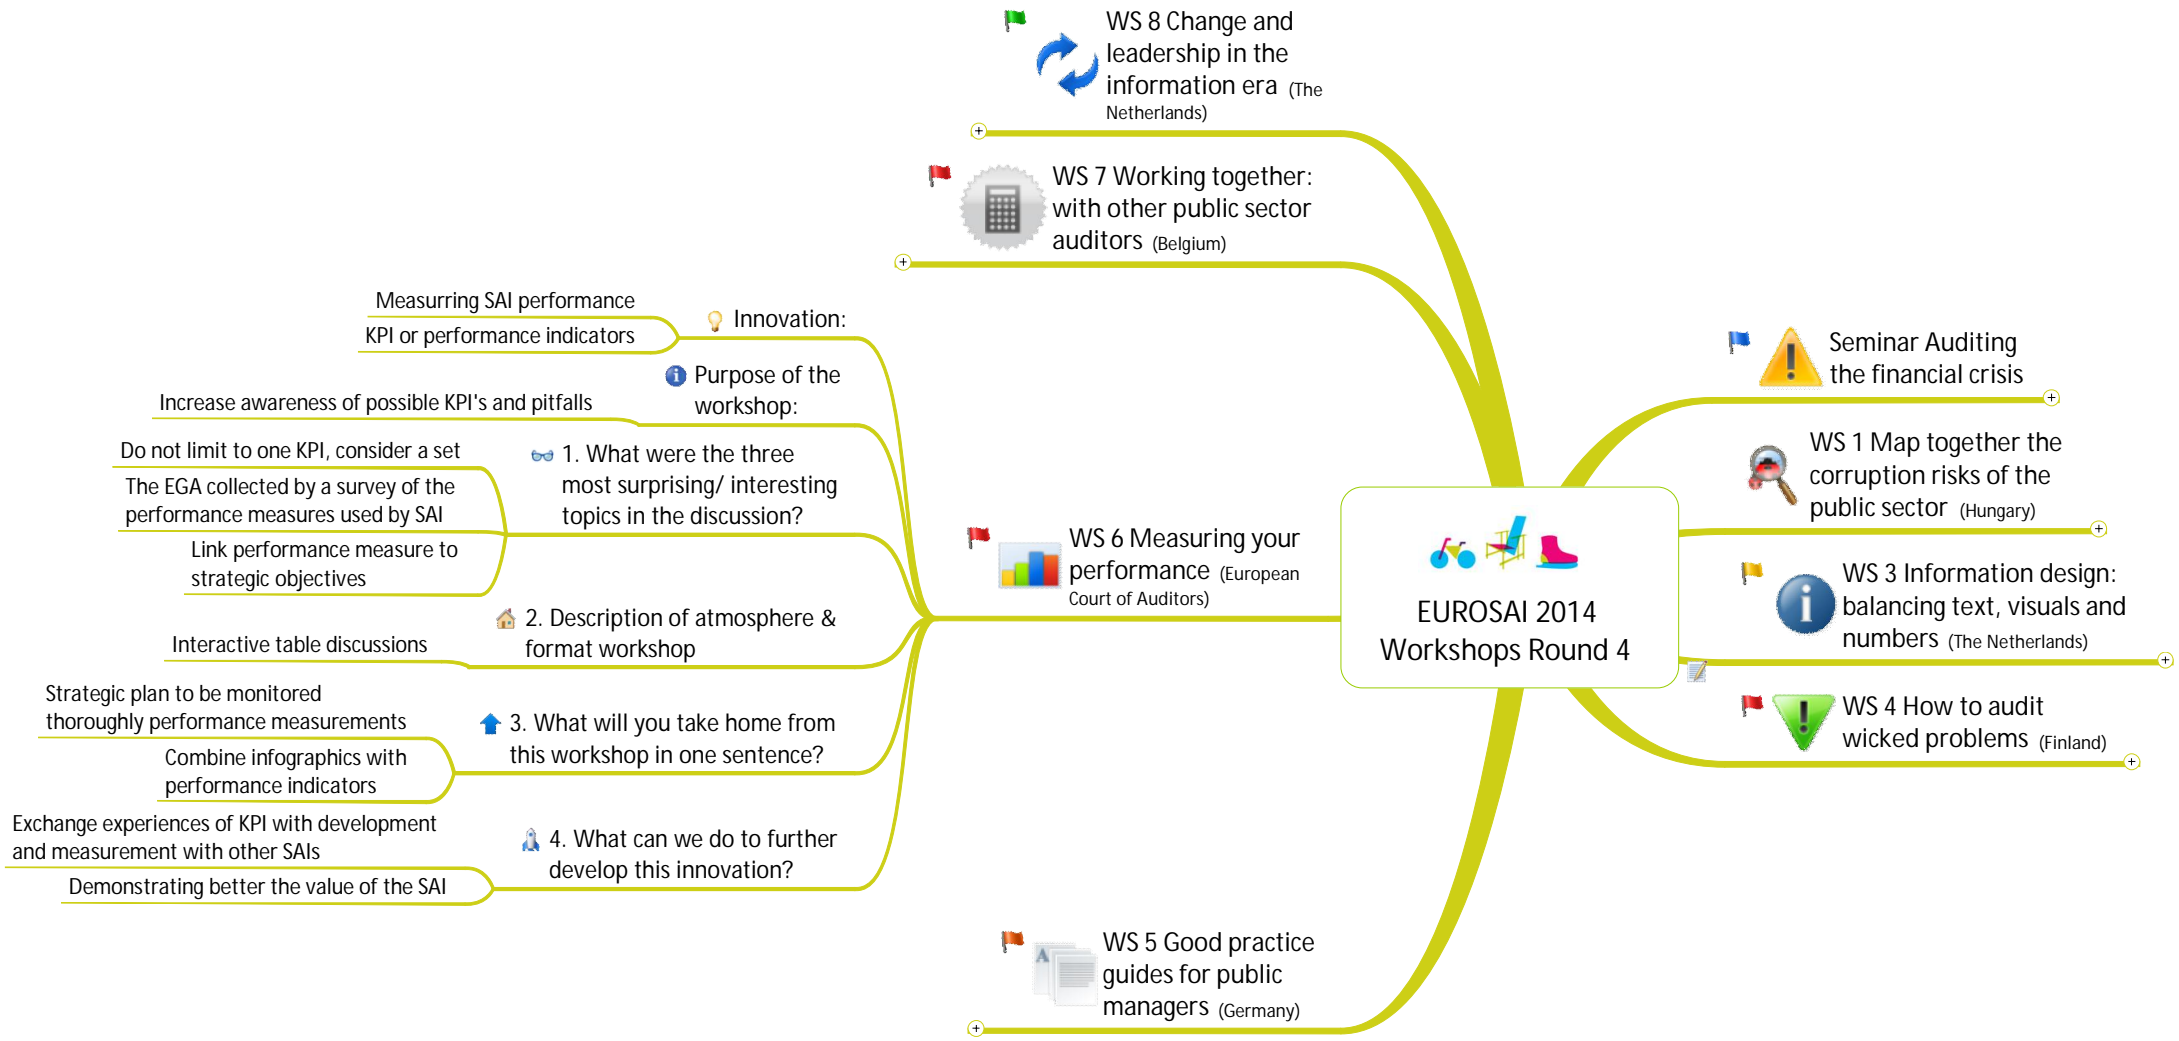 WS 8 Change and
leadership in the
information era (The
Netherlands)
WS 7 Working together:
with other public sector
auditors (Belgium)
Measurring SAI performance
KPI or performance indicators
Innovation:
Purpose of the
workshop:
Increase awareness of possible KPI's and pitfalls
Do not limit to one KPI, consider a set
The EGA collected by a survey of the
performance measures used by SAI
Link performance measure to
strategic objectives
1. What were the three
most surprising/ interesting
topics in the discussion?
WS 6 Measuring your
performance (European
Court of Auditors)
2. Description of atmosphere &
format workshop
Interactive table discussions
Strategic plan to be monitored
thoroughly performance measurements
Combine infographics with
performance indicators
3. What will you take home from
this workshop in one sentence?
Exchange experiences of KPI with development
and measurement with other SAIs
Demonstrating better the value of the SAI
4. What can we do to further
develop this innovation?
WS 5 Good practice
guides for public
managers (Germany)
EUROSAI 2014
Workshops Round 4
Seminar Auditing
the financial crisis
WS 1 Map together the
corruption risks of the
public sector (Hungary)
WS 3 Information design:
balancing text, visuals and
numbers (The Netherlands)
WS 4 How to audit
wicked problems (Finland)